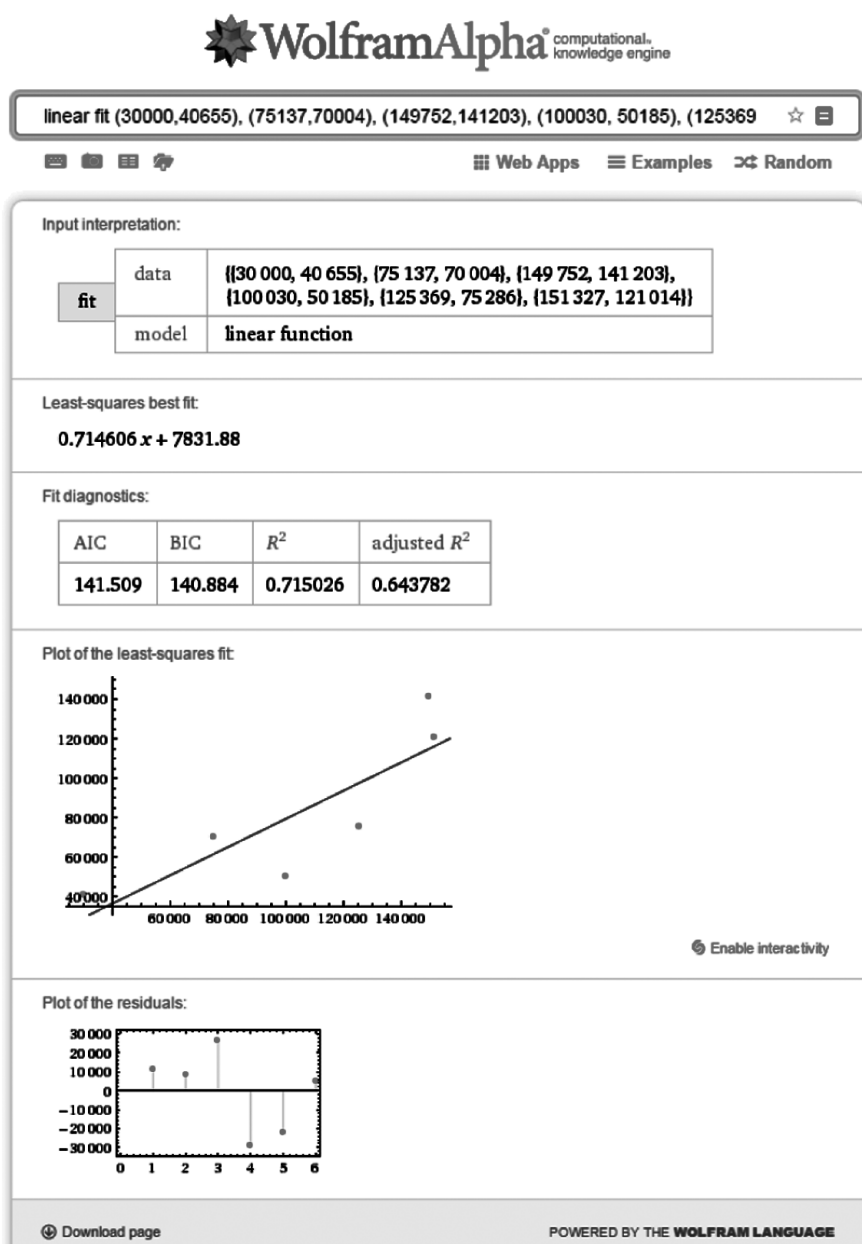 WolframAlpha computational knowledge engine
linear fit (30000,40655), (75137,70004), (149752,141203), (100030, 50185), (125369
Web Apps Examples Random
Input interpretation:
fit
data {{30 000, 40 655}, {75 137, 70 004}, {149 752, 141 203},
{100 030, 50 185}, {125 369, 75 286}, {151 327, 121 014}}
model linear function
Least-squares best fit:
0.714606 x + 7831.88
Fit diagnostics:
AIC BIC R² adjusted R²
141.509 140.884 0.715026 0.643782
Plot of the least-squares fit:
140 000
120 000
100 000
80 000
60 000
40 000
60 000 80 000 100 000 120 000 140 000
Enable interactivity
Plot of the residuals:
30 000
20 000
10 000
0
-10 000
-20 000
-30 000
0 1 2 3 4 5 6
Download page POWERED BY THE WOLFRAM LANGUAGE